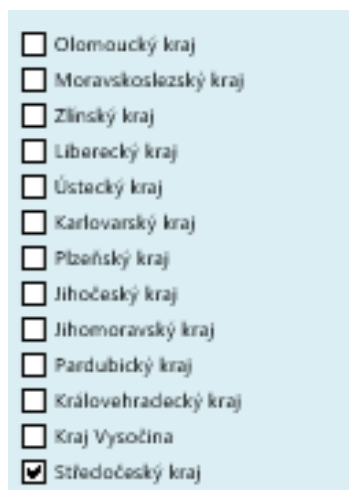 Olomoucký kraj
Moravskoslezský kraj
Zlínský kraj
Liberecký kraj
Ústecký kraj
Karlovarský kraj
Plzeňský kraj
Jihočeský kraj
Jihomoravský kraj
Pardubický kraj
Královehradecký kraj
Kraj Vysočina
Středočeský kraj